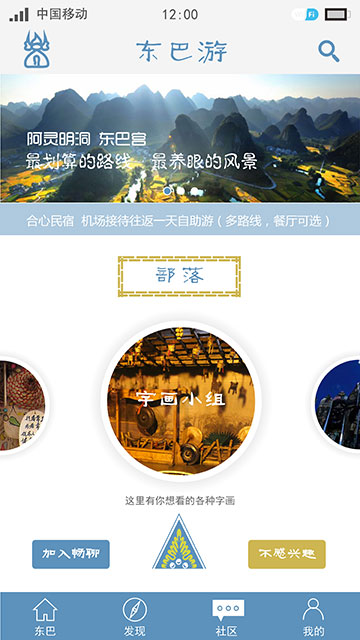 中国移动 12:00
东巴游
阿灵明洞 东巴宫
最划算的路线 最养眼的风景
合心民宿 机场接待往返一天自助游（多路线，餐厅可选）
部落
字画小组
这里有你想看的各种字画
加入畅聊 不感兴趣
东巴 发现 社区 我的